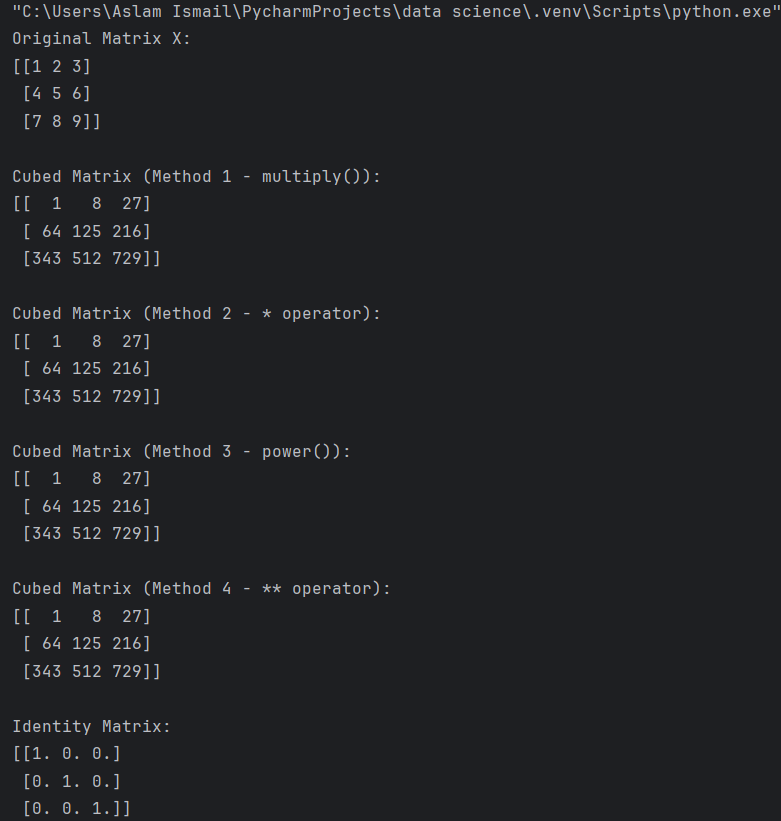 "C:\Users\Aslam Ismail\PycharmProjects\data science\.venv\Scripts\python.exe"
Original Matrix X:
[[1 2 3]
 [4 5 6]
 [7 8 9]]
Cubed Matrix (Method 1 - multiply()):
[[  1   8  27]
 [ 64 125 216]
 [343 512 729]]
Cubed Matrix (Method 2 - * operator):
[[  1   8  27]
 [ 64 125 216]
 [343 512 729]]
Cubed Matrix (Method 3 - power()):
[[  1   8  27]
 [ 64 125 216]
 [343 512 729]]
Cubed Matrix (Method 4 - ** operator):
[[  1   8  27]
 [ 64 125 216]
 [343 512 729]]
Identity Matrix:
[[1. 0. 0.]
 [0. 1. 0.]
 [0. 0. 1.]]